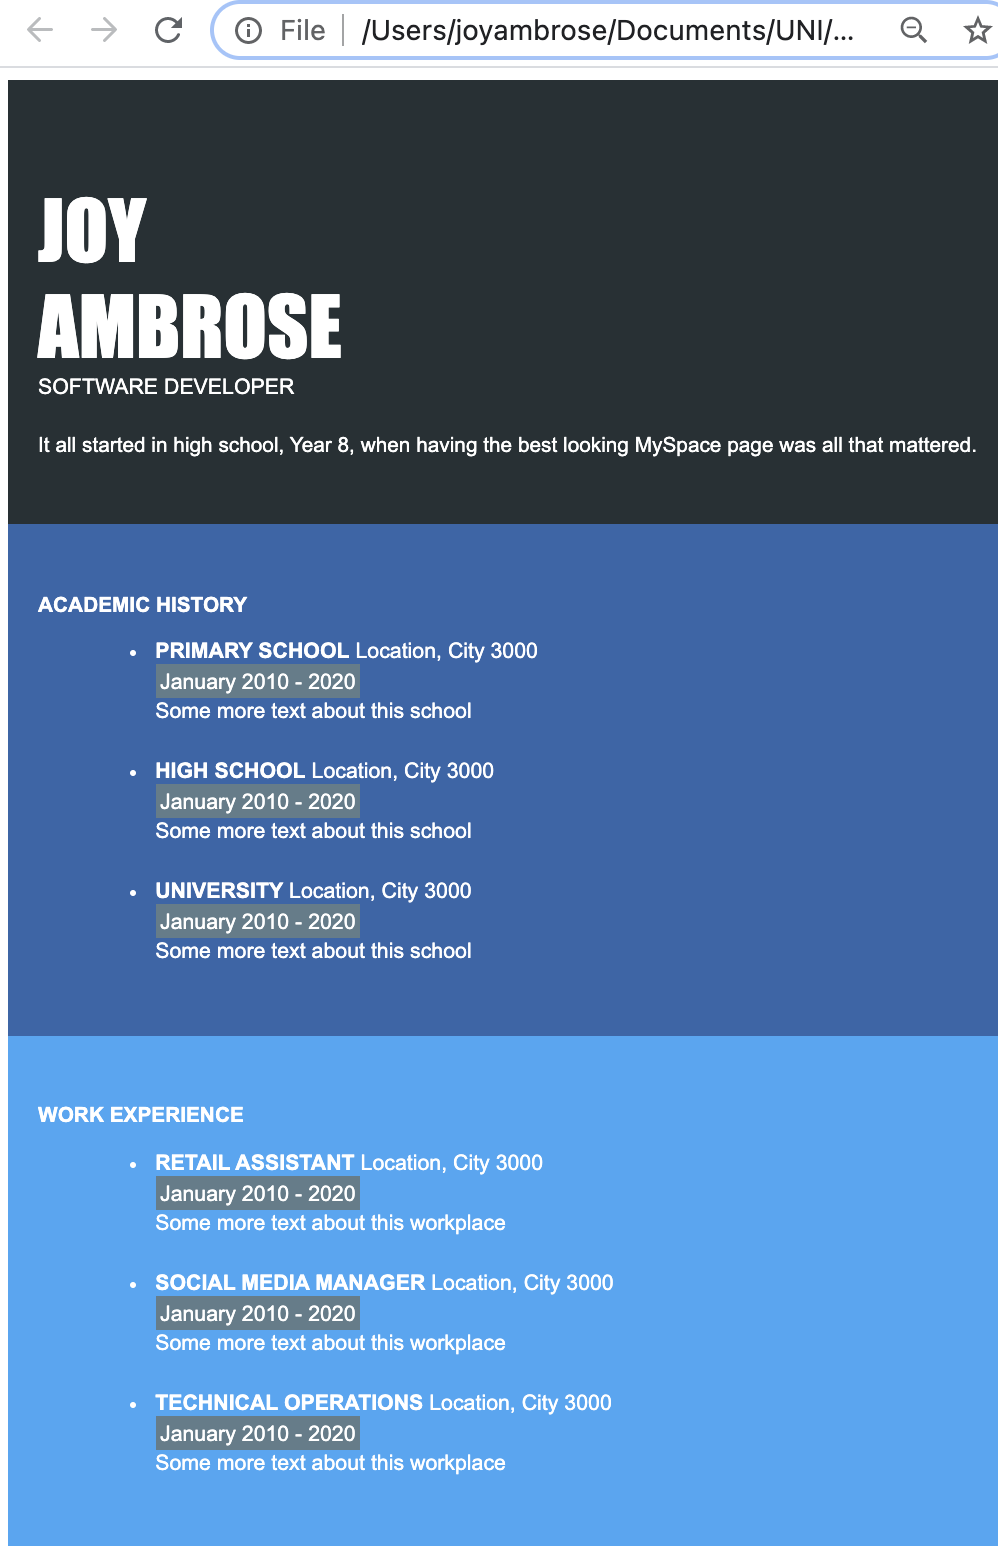 File | /Users/joyambrose/Documents/UNI/...
JOY
AMBROSE
SOFTWARE DEVELOPER
It all started in high school, Year 8, when having the best looking MySpace page was all that mattered.
ACADEMIC HISTORY
• PRIMARY SCHOOL Location, City 3000
January 2010 - 2020
Some more text about this school
• HIGH SCHOOL Location, City 3000
January 2010 - 2020
Some more text about this school
• UNIVERSITY Location, City 3000
January 2010 - 2020
Some more text about this school
WORK EXPERIENCE
• RETAIL ASSISTANT Location, City 3000
January 2010 - 2020
Some more text about this workplace
• SOCIAL MEDIA MANAGER Location, City 3000
January 2010 - 2020
Some more text about this workplace
• TECHNICAL OPERATIONS Location, City 3000
January 2010 - 2020
Some more text about this workplace